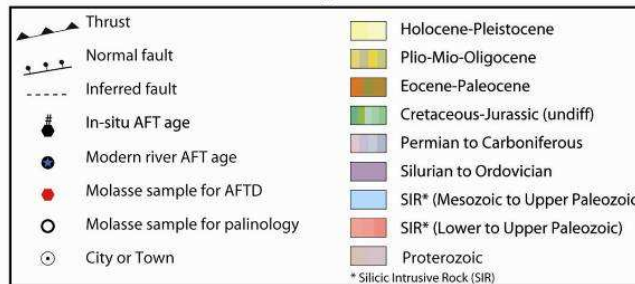 Thrust
Normal fault
Inferred fault
#
In-situ AFT age
Modern river AFT age
Molasse sample for AFTD
Molasse sample for palinology
City or Town
Holocene-Pleistocene
Plio-Mio-Oligocene
Eocene-Paleocene
Cretaceous-Jurassic (undiff)
Permian to Carboniferous
Silurian to Ordovician
SIR* (Mesozoic to Upper Paleozoic
SIR* (Lower to Upper Paleozoic)
Proterozoic
* Silicic Intrusive Rock (SIR)